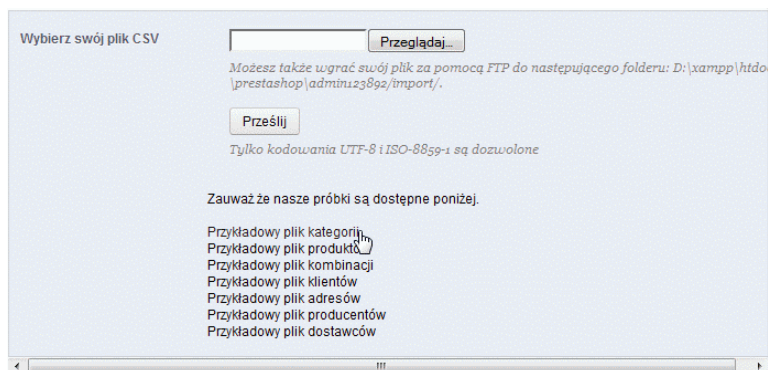 Wybierz swój plik CSV
Przeglądaj...
Możesz także wgrać swój plik za pomocą FTP do następującego folderu: D:\xampp\htdo
\prestashop\admin123892/import/.
Prześlij
Tylko kodowania UTF-8 i ISO-8859-1 są dozwolone
Zauważ że nasze próbki są dostępne poniżej.
Przykładowy plik kategorii
Przykładowy plik produktó
Przykładowy plik kombinacji
Przykładowy plik klientów
Przykładowy plik adresów
Przykładowy plik producentów
Przykładowy plik dostawców